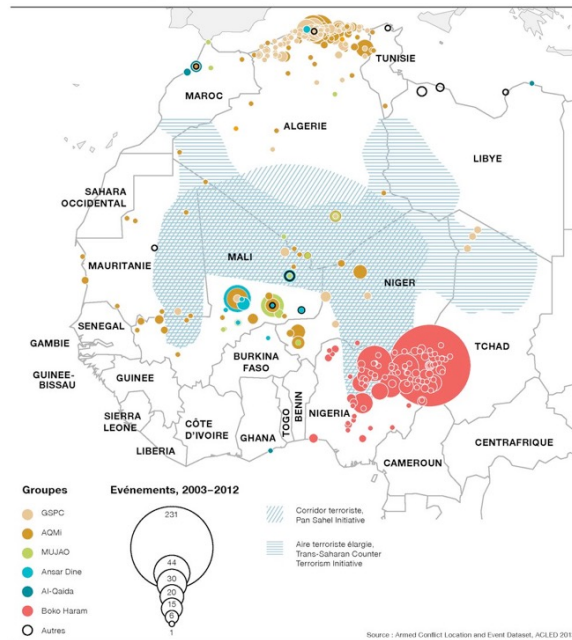 TUNISIE
MAROC
ALGERIE
LIBYE
SAHARA
OCCIDENTAL
MAURITANIE
MALI
NIGER
TCHAD
SENEGAL
GAMBIE
GUINEE-
BISSAU
GUINEE
BURKINA
FASO
SIERRA
LEONE
CÔTE
D'IVOIRE
LIBERIA
GHANA
TOGO
BENIN
NIGERIA
CENTRAFRIQUE
CAMEROUN
Groupes
GSPC
AQMi
MUJAO
Ansar Dine
Al-Qaida
Boko Haram
Autres
Evénements, 2003–2012
231
44
30
20
15
6
1
Corridor terroriste,
Pan Sahel Initiative
Aire terroriste élargie,
Trans-Saharan Counter
Terrorism Initiative
Source : Armed Conflict Location and Event Dataset, ACLED